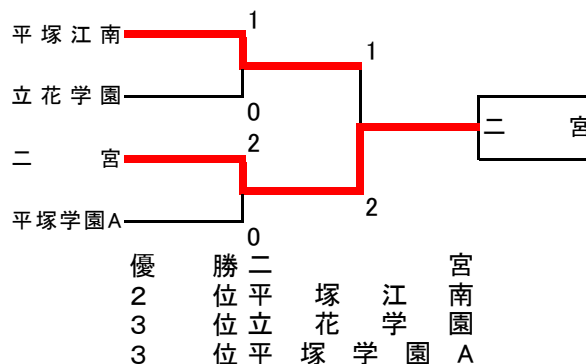 平塚江南
1
1
立花学園
0
二宮
2
二宮
2
平塚学園A
0
優勝 二宮
2位 平塚江南
3位 立花学園
3位 平塚学園A